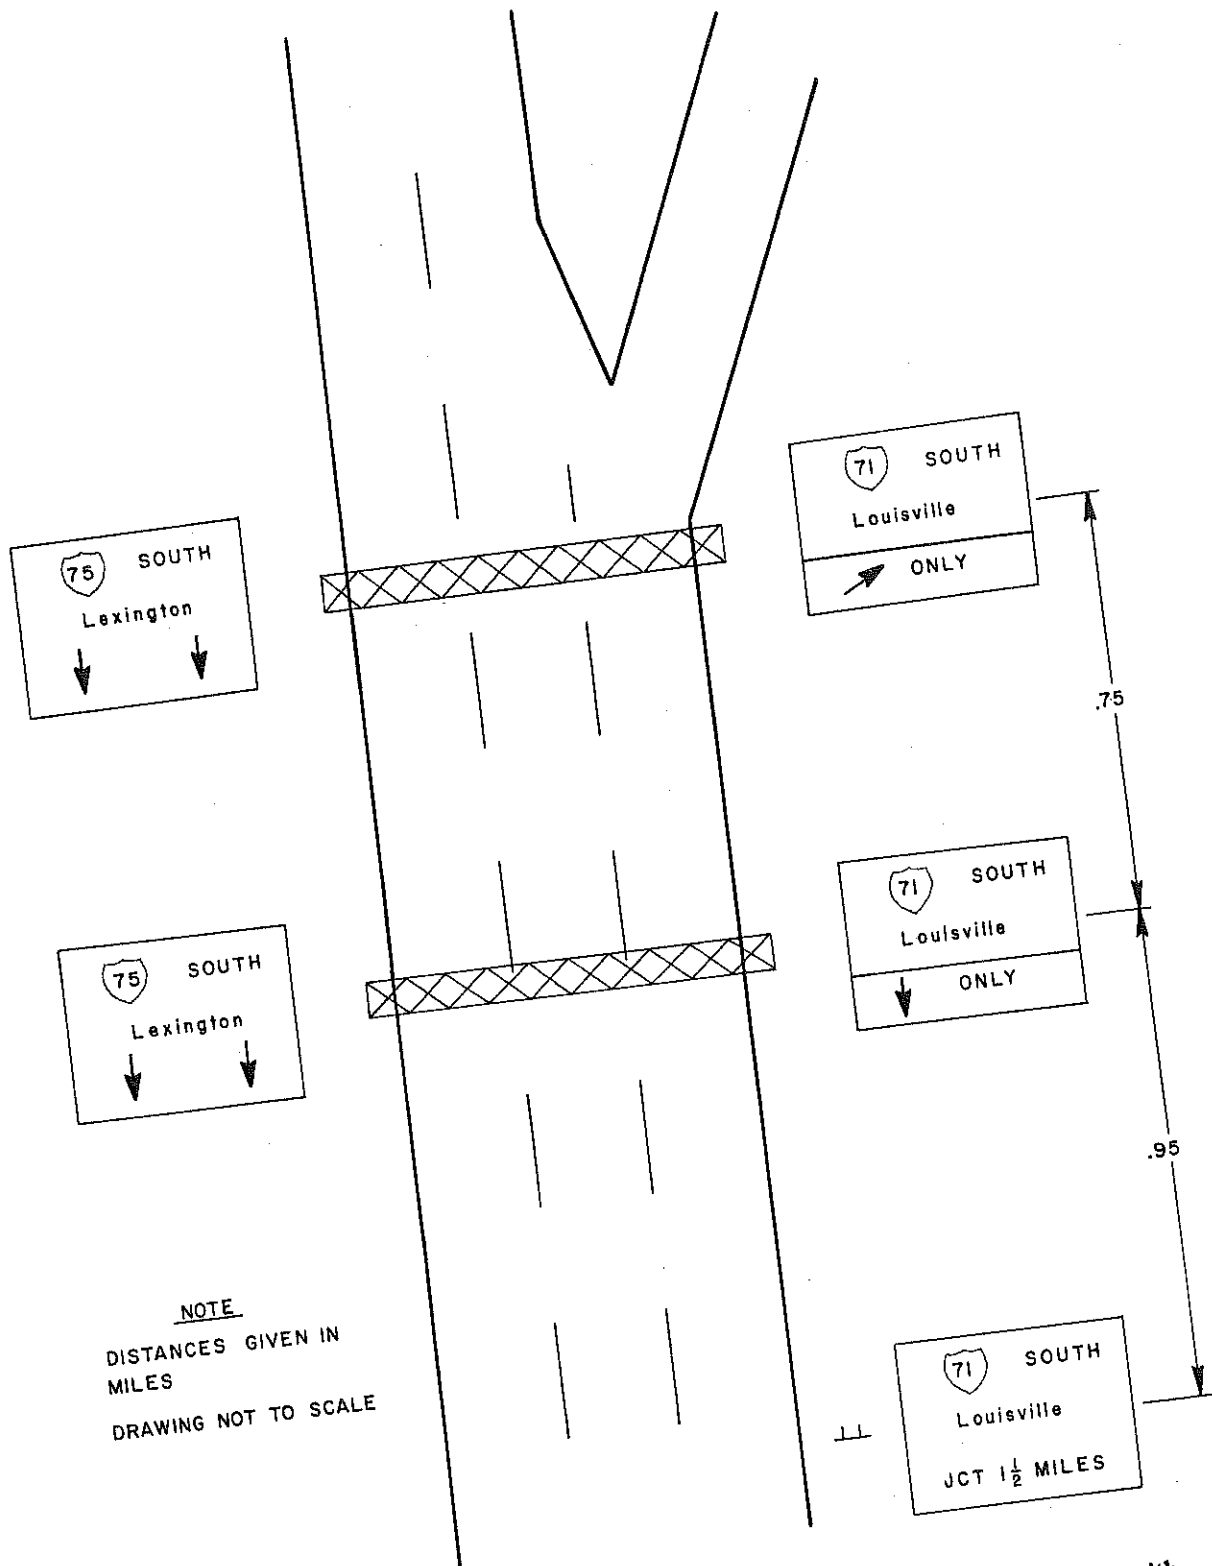 71 SOUTH
Louisville
ONLY
75 SOUTH
Lexington
.75
71 SOUTH
Louisville
ONLY
75 SOUTH
Lexington
.95
NOTE
DISTANCES GIVEN IN
MILES
DRAWING NOT TO SCALE
71 SOUTH
Louisville
JCT 1½ MILES